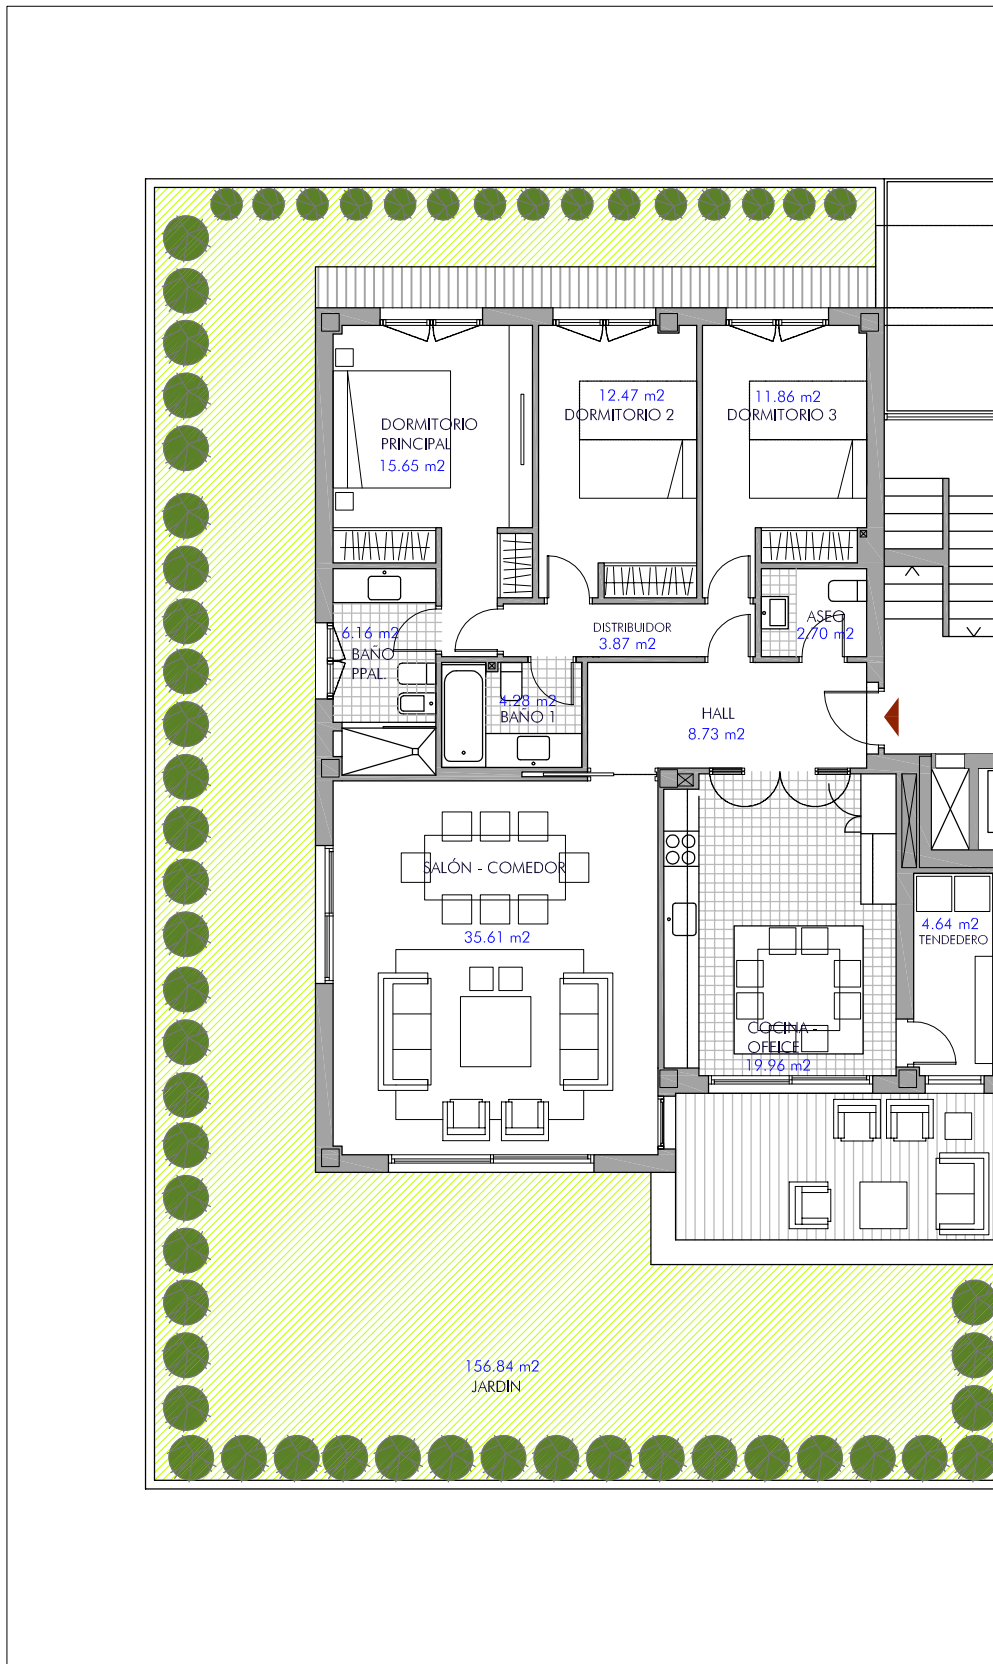 12.47 m2
DORMITORIO 2
11.86 m2
DORMITORIO 3
DORMITORIO
PRINCIPAL
15.65 m2
6.16 m2
BAÑO
PPAL.
DISTRIBUIDOR
3.87 m2
ASEO
2.70 m2
4.28 m2
BAÑO 1
HALL
8.73 m2
SALÓN - COMEDOR
35.61 m2
4.64 m2
TENDEDERO
COCINA -
OFFICE
19.96 m2
156.84 m2
JARDIN